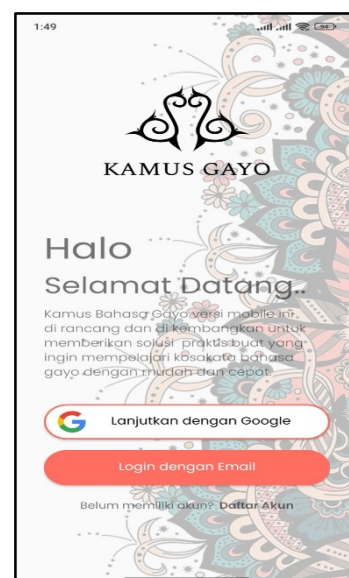 1:49
94
KAMUS GAYO
Halo
Selamat Datang..
Kamus Bahasa Gayo versi mobile ini
di rancang dan di kembangkan untuk
memberikan solusi praktis buat yang
ingin mempelajari kosakata bahasa
gayo dengan mudah dan cepat.
Lanjutkan dengan Google
Login dengan Email
Belum memiliki akun? Daftar Akun